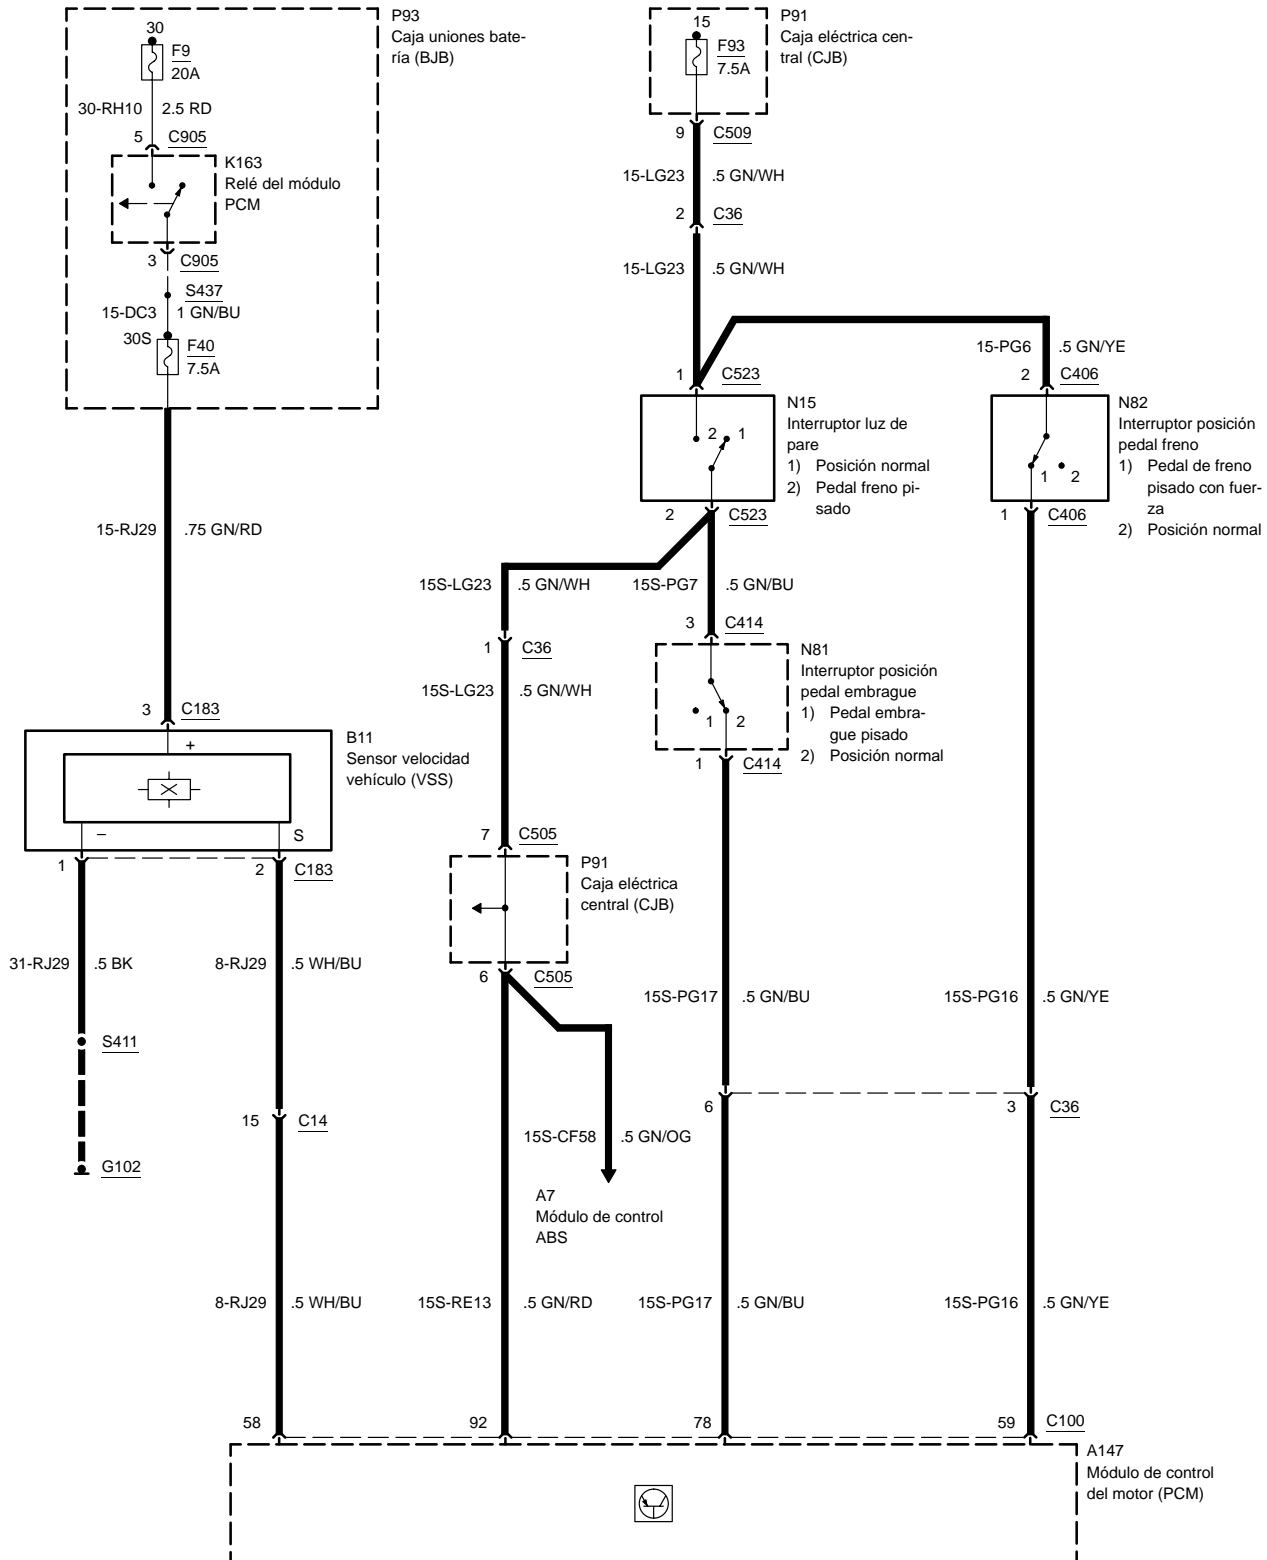 P93
Caja uniones bate-
ría (BJB)
30
F9
20A
30-RH10 2.5 RD
5 C905
K163
Relé del módulo
PCM
3 C905
S437
15-DC3 1 GN/BU
30S
F40
7.5A
15-RJ29 .75 GN/RD
3 C183
B11
Sensor velocidad
vehículo (VSS)
+
–
S
1
2 C183
31-RJ29 .5 BK
8-RJ29 .5 WH/BU
S411
15 C14
G102
8-RJ29 .5 WH/BU
P91
Caja eléctrica cen-
tral (CJB)
15
F93
7.5A
9 C509
15-LG23 .5 GN/WH
2 C36
15-LG23 .5 GN/WH
15-PG6 .5 GN/YE
1 C523
2 C406
N15
Interruptor luz de
pare
1) Posición normal
2) Pedal freno pi-
sado
2 1
N82
Interruptor posición
pedal freno
1) Pedal de freno
pisado con fuer-
za
2) Posición normal
1 2
2 C523
1 C406
15S-LG23 .5 GN/WH
15S-PG7 .5 GN/BU
1 C36
3 C414
15S-LG23 .5 GN/WH
N81
Interruptor posición
pedal embrague
1) Pedal embra-
gue pisado
2) Posición normal
1 2
1 C414
7 C505
P91
Caja eléctrica
central (CJB)
6 C505
15S-PG17 .5 GN/BU
15S-PG16 .5 GN/YE
6
3 C36
15S-CF58 .5 GN/OG
A7
Módulo de control
ABS
15S-RE13 .5 GN/RD
15S-PG17 .5 GN/BU
15S-PG16 .5 GN/YE
58
92
78
59 C100
A147
Módulo de control
del motor (PCM)